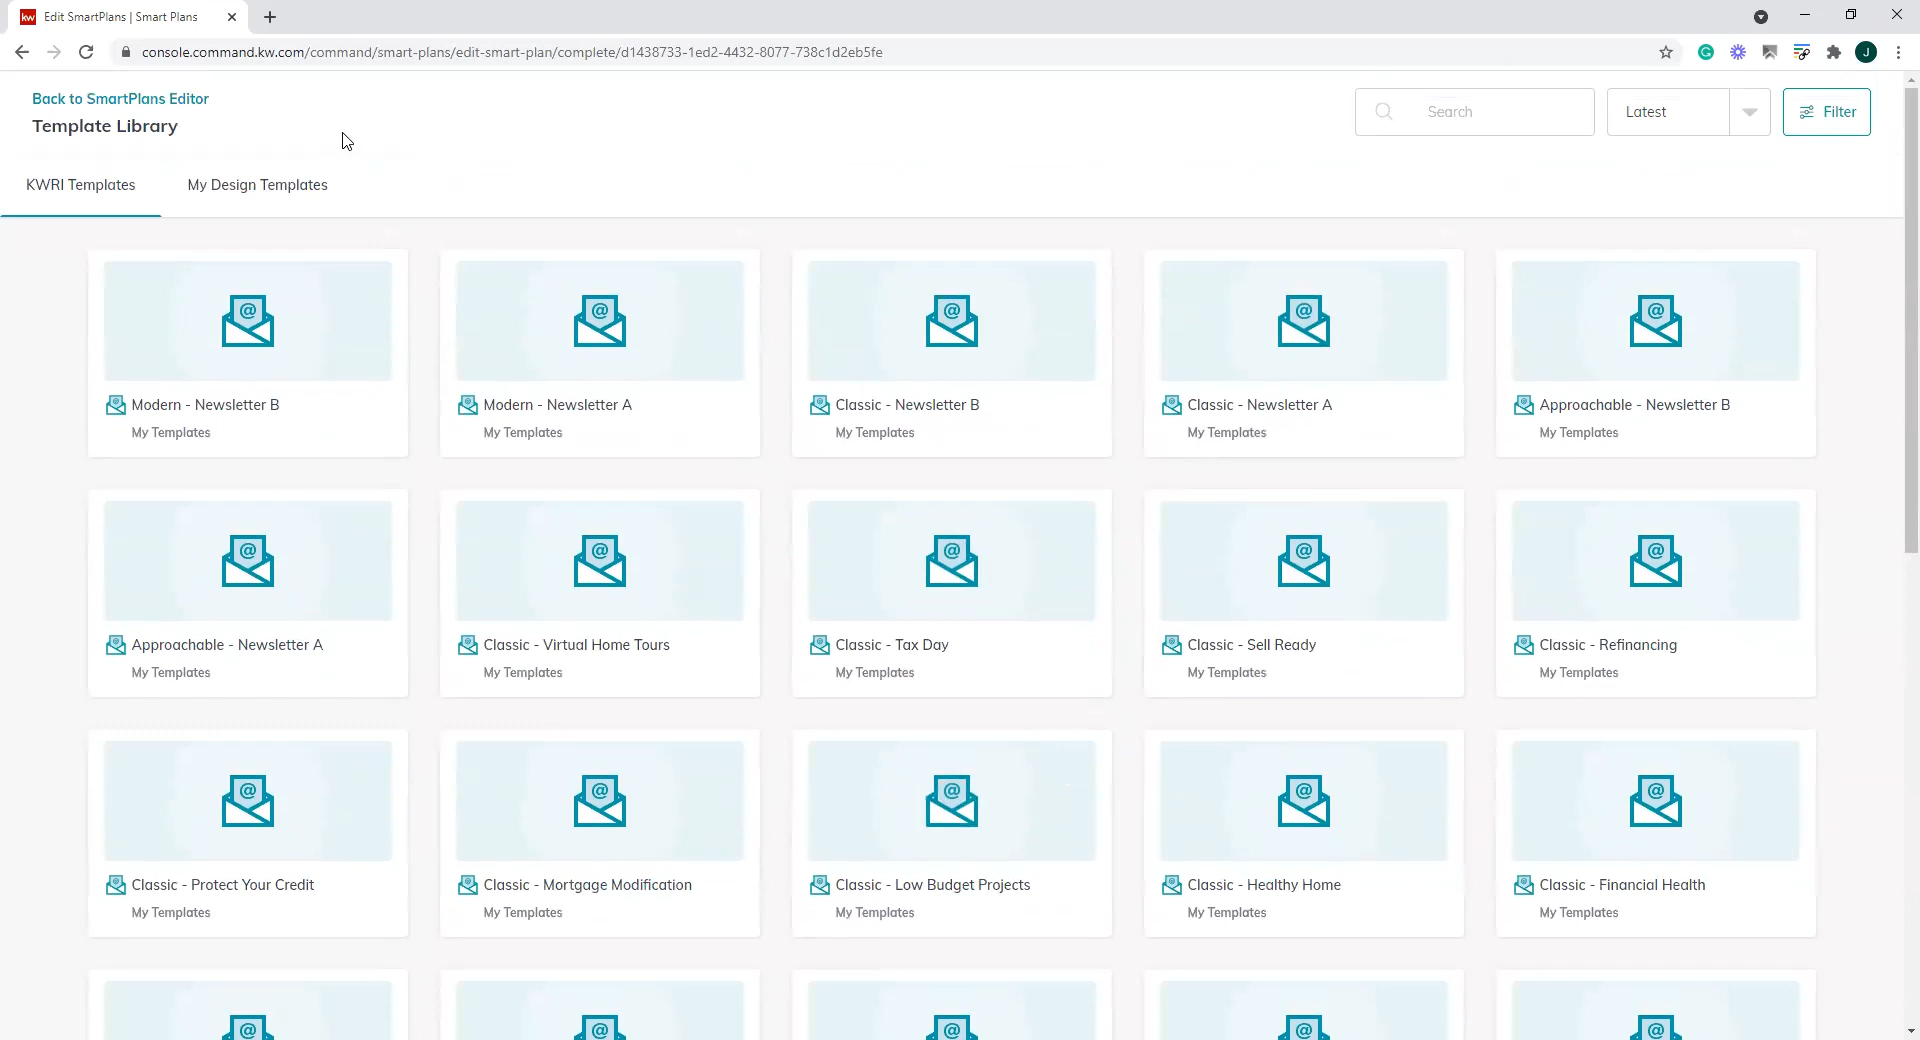 kw Edit SmartPlans | Smart Plans
console.command.kw.com/command/smart-plans/edit-smart-plan/complete/d1438733-1ed2-4432-8077-738c1d2eb5fe
J
Back to SmartPlans Editor
Template Library
Search
Latest
Filter
KWRI Templates My Design Templates
@ @ @ @ @
Modern - Newsletter B Modern - Newsletter A Classic - Newsletter B Classic - Newsletter A Approachable - Newsletter B
My Templates My Templates My Templates My Templates My Templates
@ @ @ @ @
Approachable - Newsletter A Classic - Virtual Home Tours Classic - Tax Day Classic - Sell Ready Classic - Refinancing
My Templates My Templates My Templates My Templates My Templates
@ @ @ @ @
Classic - Protect Your Credit Classic - Mortgage Modification Classic - Low Budget Projects Classic - Healthy Home Classic - Financial Health
My Templates My Templates My Templates My Templates My Templates
@ @ @ @ @